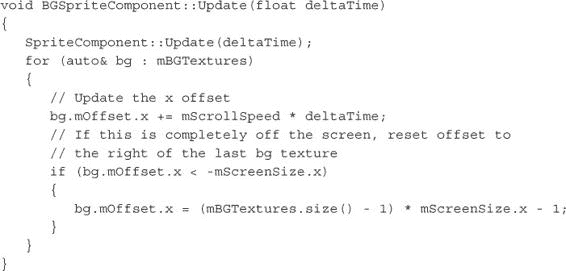 void BGSpriteComponent::Update(float deltaTime)
{
   SpriteComponent::Update(deltaTime);
   for (auto& bg : mBGTextures)
   {
      // Update the x offset
      bg.mOffset.x += mScrollSpeed * deltaTime;
      // If this is completely off the screen, reset offset to
      // the right of the last bg texture
      if (bg.mOffset.x < -mScreenSize.x)
      {
         bg.mOffset.x = (mBGTextures.size() - 1) * mScreenSize.x - 1;
      }
   }
}